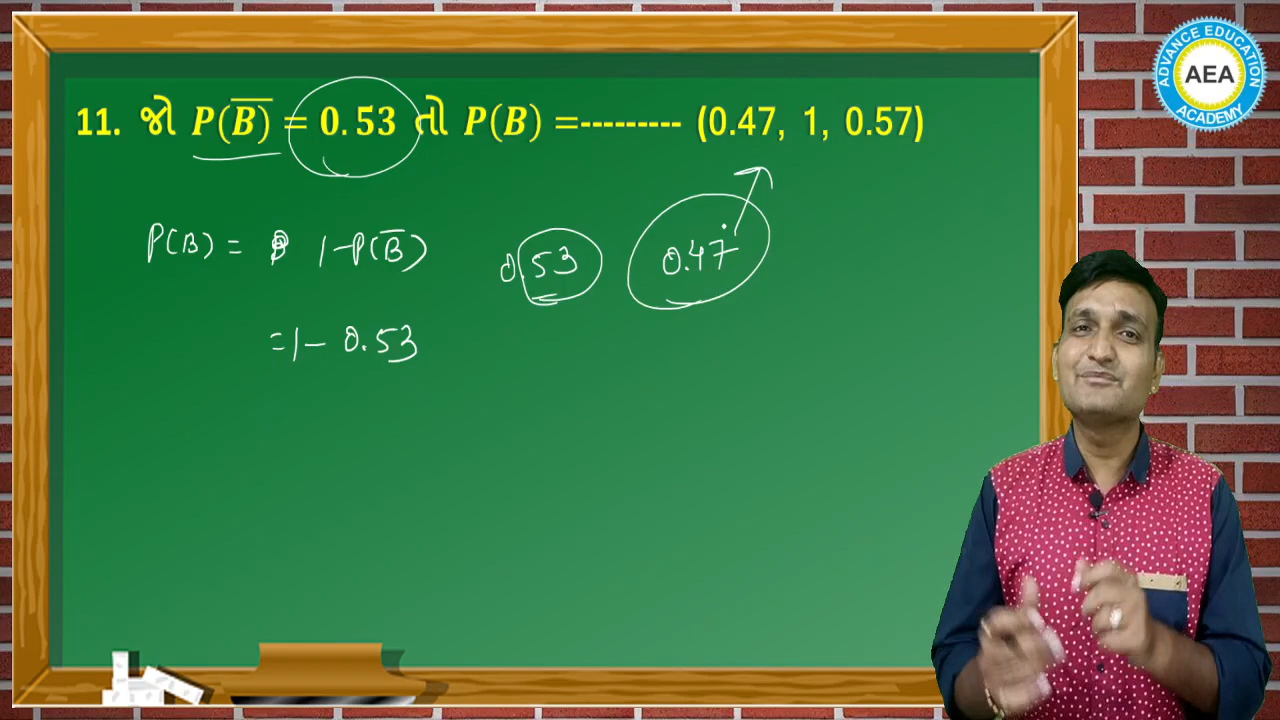 11. જો P(B̅) = 0.53 તો P(B) =--------- (0.47, 1, 0.57)
P(B) = 1-P(B̅)
0.53
0.47
=1- 0.53
ADVANCE EDUCATION
AEA
ACADEMY